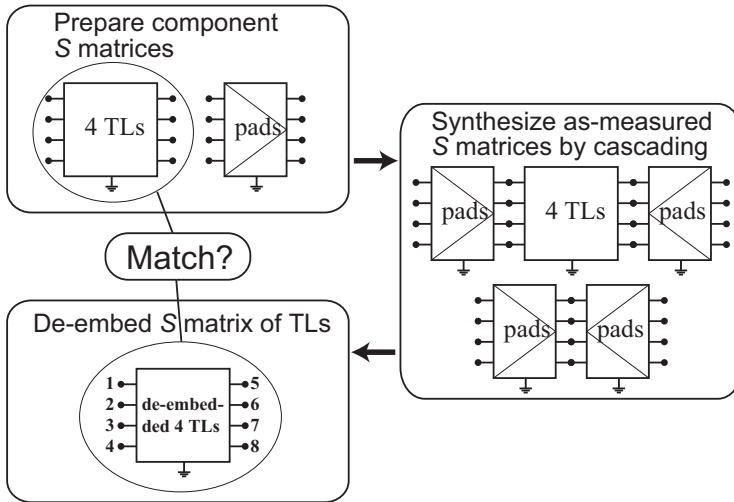 Prepare component
S matrices
4 TLs
pads
Synthesize as-measured
S matrices by cascading
pads
4 TLs
pads
pads
pads
Match?
De-embed S matrix of TLs
1
2
3
4
de-embed-
ded 4 TLs
5
6
7
8